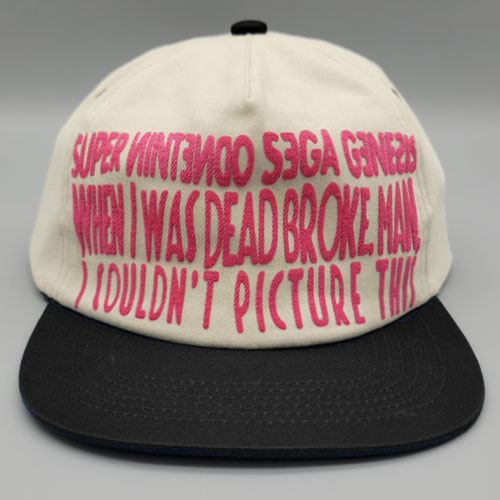 SUPER NINTENDO SEGA GENESIS
WHEN I WAS DEAD BROKE, MAN,
I COULDN'T PICTURE THIS